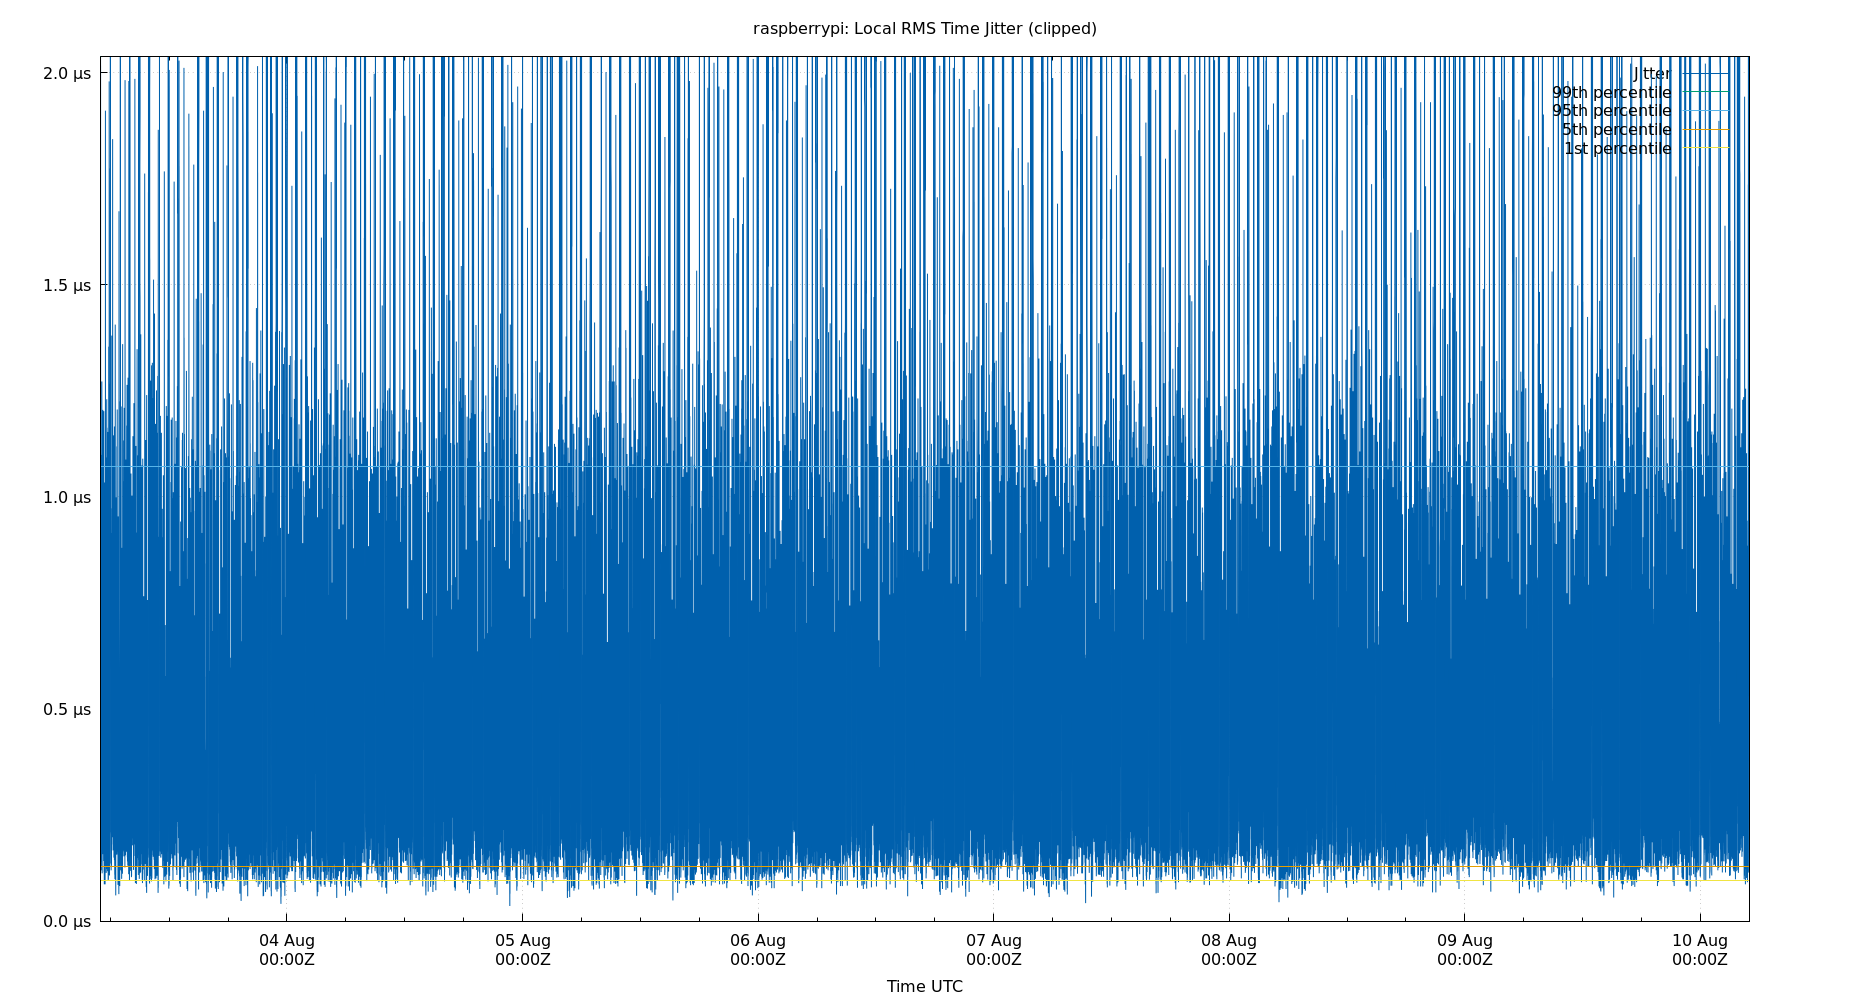 raspberrypi: Local RMS Time Jitter (clipped)
2.0 µs
1.5 µs
1.0 µs
0.5 µs
0.0 µs
Jitter
99th percentile
95th percentile
5th percentile
1st percentile
04 Aug
00:00Z
05 Aug
00:00Z
06 Aug
00:00Z
07 Aug
00:00Z
08 Aug
00:00Z
09 Aug
00:00Z
10 Aug
00:00Z
Time UTC